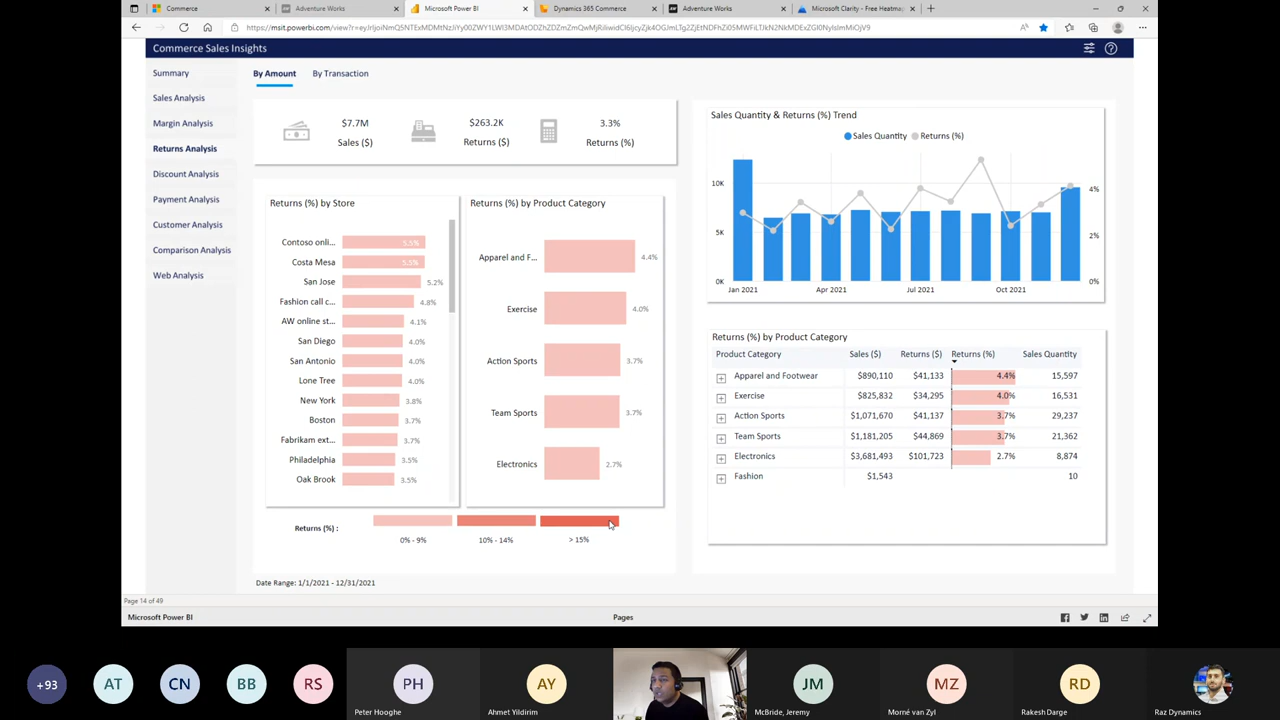 Commerce
Adventure Works
Microsoft Power BI
Dynamics 365 Commerce
Adventure Works
Microsoft Clarity - Free Heatmap
Commerce Sales Insights
Summary
Sales Analysis
Margin Analysis
Returns Analysis
Discount Analysis
Payment Analysis
Customer Analysis
Comparison Analysis
Web Analysis
By Amount
By Transaction
$7.7M
Sales ($)
$263.2K
Returns ($)
3.3%
Returns (%)
Returns (%) by Store
Contoso onli... 5.5%
Costa Mesa 5.5%
San Jose 5.2%
Fashion call c... 4.8%
AW online st... 4.1%
San Diego 4.0%
San Antonio 4.0%
Lone Tree 4.0%
New York 3.8%
Boston 3.7%
Fabrikam ext... 3.7%
Philadelphia 3.5%
Oak Brook 3.5%
Returns (%) by Product Category
Apparel and F... 4.4%
Exercise 4.0%
Action Sports 3.7%
Team Sports 3.7%
Electronics 2.7%
Returns (%) :
0% - 9%
10% - 14%
> 15%
Date Range: 1/1/2021 - 12/31/2021
Sales Quantity & Returns (%) Trend
Sales Quantity
Returns (%)
10K
5K
0K
4%
2%
0%
Jan 2021
Apr 2021
Jul 2021
Oct 2021
Returns (%) by Product Category
Product Category Sales ($) Returns ($) Returns (%) Sales Quantity
Apparel and Footwear $890,110 $41,133 4.4% 15,597
Exercise $825,832 $34,295 4.0% 16,531
Action Sports $1,071,670 $41,137 3.7% 29,237
Team Sports $1,181,205 $44,869 3.7% 21,362
Electronics $3,681,493 $101,723 2.7% 8,874
Fashion $1,543 10
Page 14 of 49
Microsoft Power BI
Pages
+93
AT
CN
BB
RS
PH
Peter Hooghe
AY
Ahmet Yildirim
JM
McBride, Jeremy
MZ
Morné van Zyl
RD
Rakesh Darge
Raz Dynamics